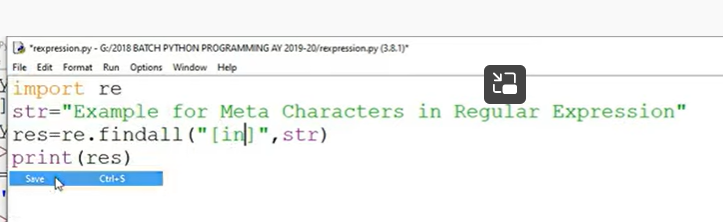 *rexpression.py - G:/2018 BATCH PYTHON PROGRAMMING AY 2019-20/rexpression.py (3.8.1)*
File Edit Format Run Options Window Help
import re
str="Example for Meta Characters in Regular Expression"
res=re.findall("[in]",str)
print(res)
Save Ctrl+S